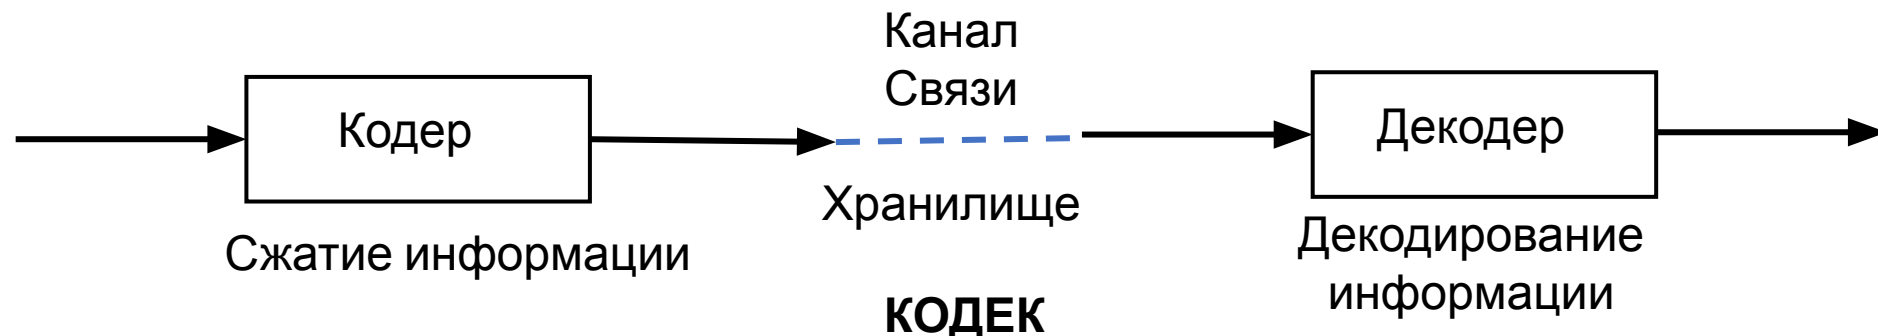 Канал
Связи
Кодер
Декодер
Хранилище
Сжатие информации
Декодирование
информации
КОДЕК